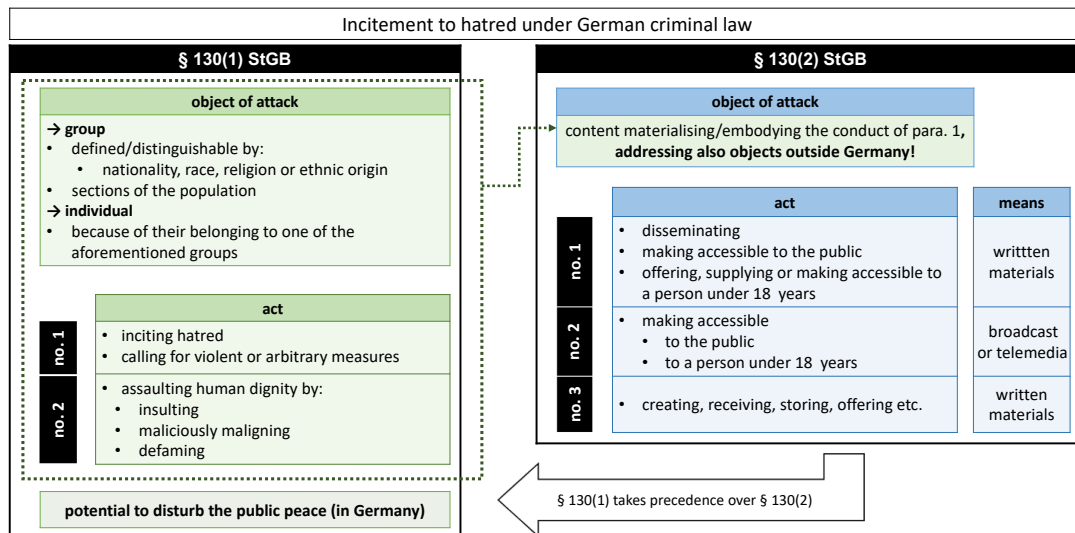 Incitement to hatred under German criminal law
§ 130(1) StGB
object of attack
→ group
• defined/distinguishable by:
• nationality, race, religion or ethnic origin
• sections of the population
→ individual
• because of their belonging to one of the
aforementioned groups
act
no. 1
• inciting hatred
• calling for violent or arbitrary measures
no. 2
• assaulting human dignity by:
• insulting
• maliciously maligning
• defaming
potential to disturb the public peace (in Germany)
§ 130(2) StGB
object of attack
content materialising/embodying the conduct of para. 1,
addressing also objects outside Germany!
act
means
no. 1
• disseminating
• making accessible to the public
• offering, supplying or making accessible to
a person under 18 years
writtten
materials
no. 2
• making accessible
• to the public
• to a person under 18 years
broadcast
or telemedia
no. 3
• creating, receiving, storing, offering etc.
written
materials
§ 130(1) takes precedence over § 130(2)